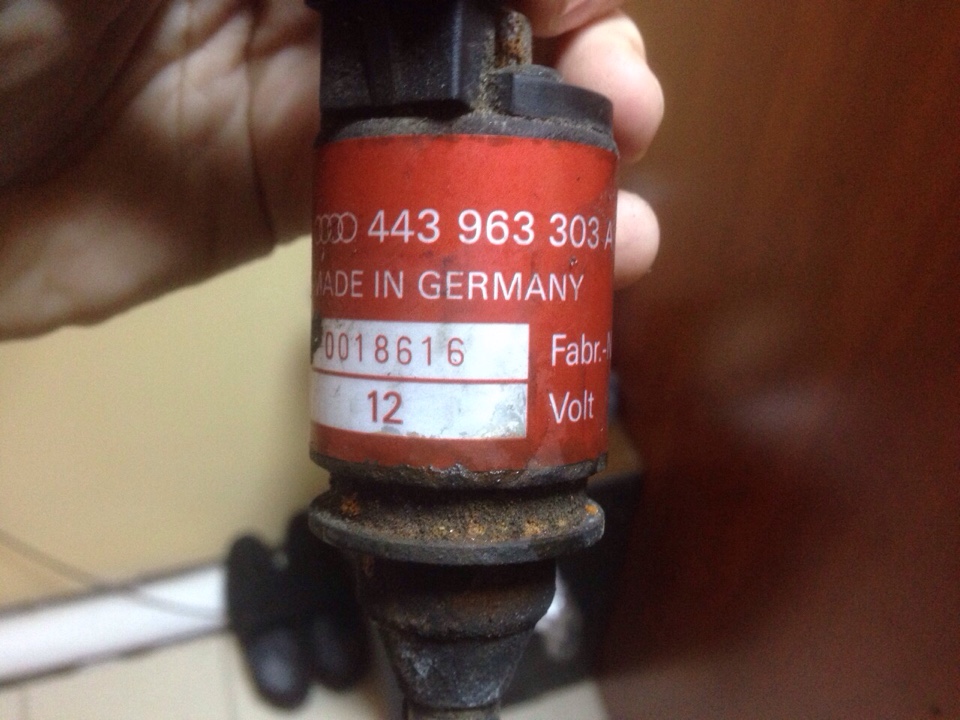 443 963 303 A
MADE IN GERMANY
0018616 Fabr.-N
12 Volt